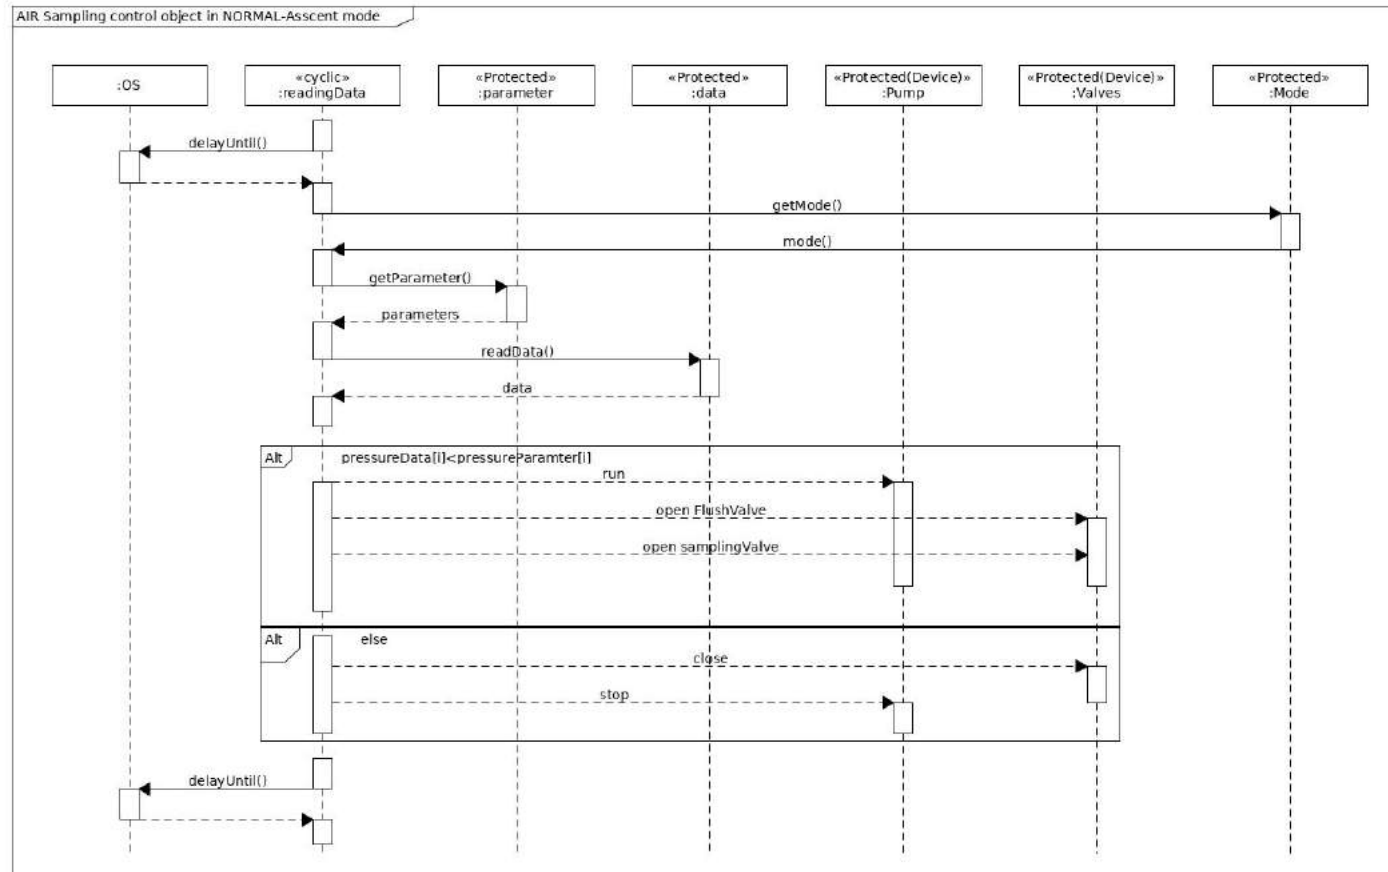 AIR Sampling control object in NORMAL-Asscent mode
:OS
«cyclic»
:readingData
«Protected»
:parameter
«Protected»
:data
«Protected(Device)»
:Pump
«Protected(Device)»
:Valves
«Protected»
:Mode
delayUntil()
getMode()
mode()
getParameter()
parameters
readData()
data
Alt
pressureData[i]<pressureParamter[i]
run
open FlushValve
open samplingValve
Alt
else
close
stop
delayUntil()